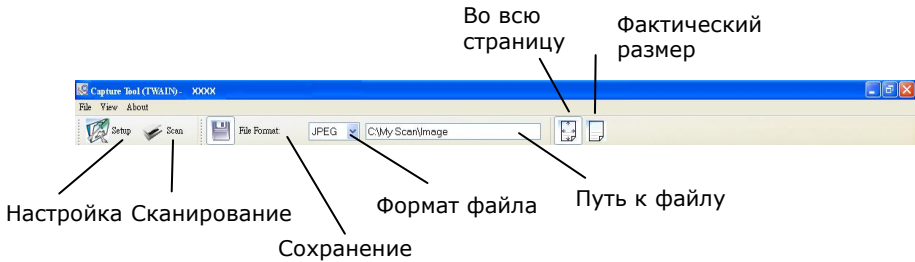 Во всю
страницу
Фактический
размер
Capture Tool (TWAIN) - XXXX
File View About
Setup Scan File Format: JPEG C:\My Scan\Image
Настройка Сканирование
Формат файла
Путь к файлу
Сохранение